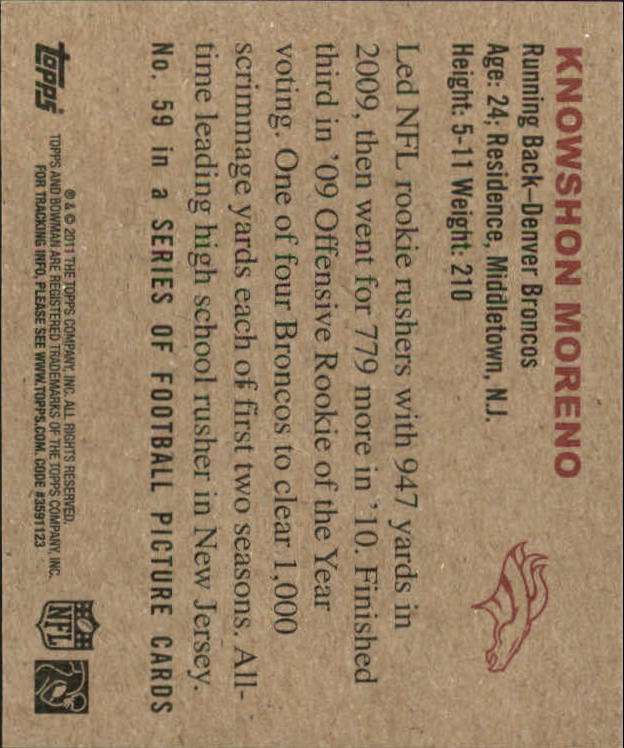 KNOWSHON MORENO
Running Back–Denver Broncos
Age: 24; Residence, Middletown, N.J.
Height: 5-11 Weight: 210
Led NFL rookie rushers with 947 yards in
2009, then went for 779 more in ’10. Finished
third in ’09 Offensive Rookie of the Year
voting. One of four Broncos to clear 1,000
scrimmage yards each of first two seasons. All-
time leading high school rusher in New Jersey.
No. 59 in a SERIES OF FOOTBALL PICTURE CARDS
topps
® & © 2011 THE TOPPS COMPANY, INC. ALL RIGHTS RESERVED.
TOPPS AND BOWMAN ARE REGISTERED TRADEMARKS OF THE TOPPS COMPANY, INC.
FOR TRACKING INFO, PLEASE SEE WWW.TOPPS.COM. CODE #3591123
NFL